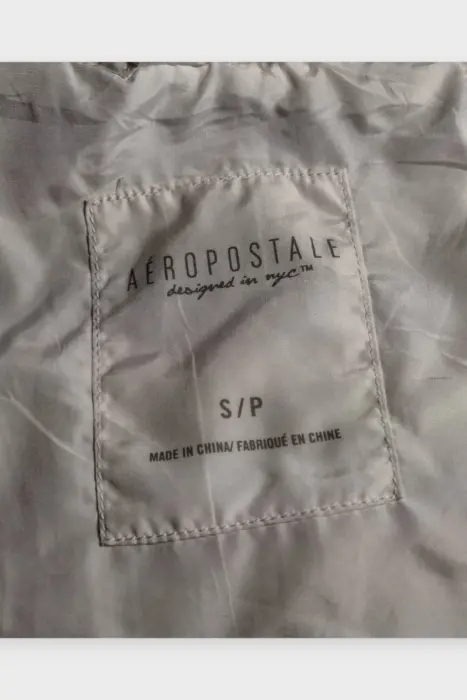 AÉROPOSTALE
designed in nyc™
S/P
MADE IN CHINA/ FABRIQUÉ EN CHINE